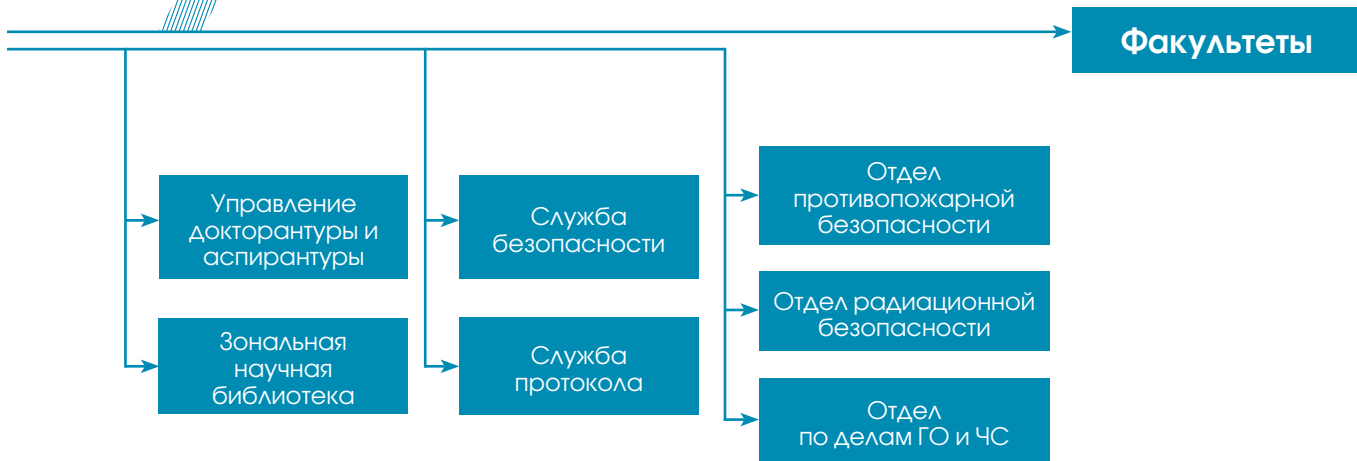 Факультеты
Управление
докторантуры и
аспирантуры
Зональная
научная
библиотека
Служба
безопасности
Служба
протокола
Отдел
противопожарной
безопасности
Отдел радиационной
безопасности
Отдел
по делам ГО и ЧС